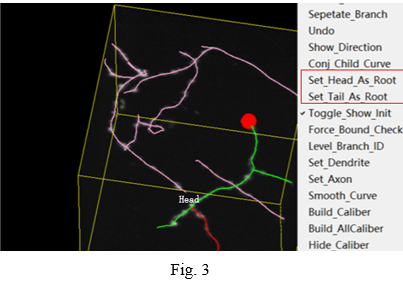 Sepetate_Branch
Undo
Show_Direction
Conj_Child_Curve
Set_Head_As_Root
Set_Tail_As_Root
Toggle_Show_Init
Force_Bound_Check
Level_Branch_ID
Set_Dendrite
Set_Axon
Smooth_Curve
Build_Caliber
Build_AllCaliber
Hide_Caliber
Head
Fig. 3